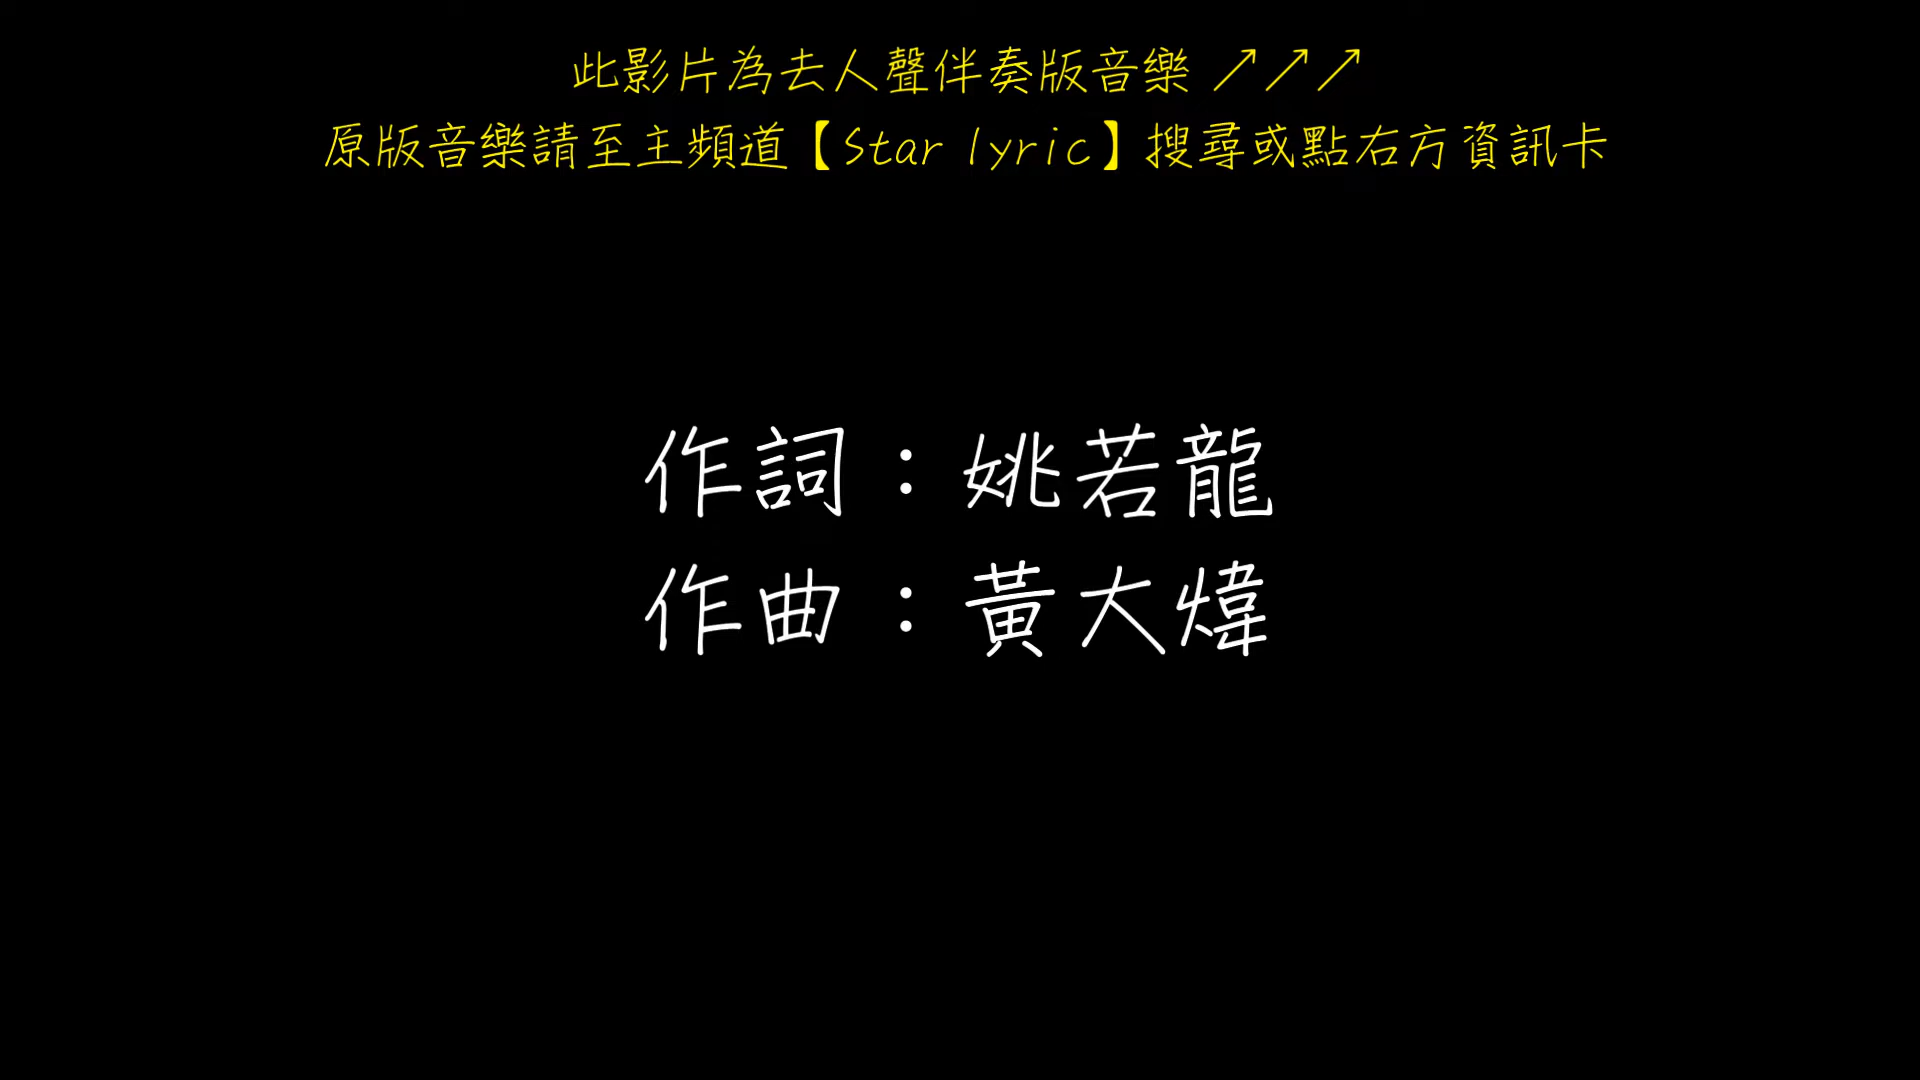 此影片為去人聲伴奏版音樂 ↗↗↗
原版音樂請至主頻道【Star lyric】搜尋或點右方資訊卡
作詞：姚若龍
作曲：黃大煒